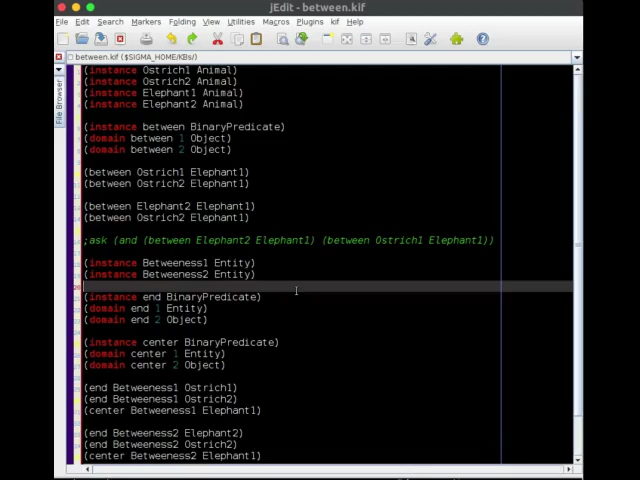 jEdit - between.kif
File Edit Search Markers Folding View Utilities Macros Plugins kif Help
between.kif ($SIGMA_HOME/KBs/)
File Browser
(instance Ostrich1 Animal)
(instance Ostrich2 Animal)
(instance Elephant1 Animal)
(instance Elephant2 Animal)
(instance between BinaryPredicate)
(domain between 1 Object)
(domain between 2 Object)
(between Ostrich1 Elephant1)
(between Ostrich2 Elephant1)
(between Elephant2 Elephant1)
(between Ostrich2 Elephant1)
;ask (and (between Elephant2 Elephant1) (between Ostrich1 Elephant1))
(instance Betweeness1 Entity)
(instance Betweeness2 Entity)
(instance end BinaryPredicate)
(domain end 1 Entity)
(domain end 2 Object)
(instance center BinaryPredicate)
(domain center 1 Entity)
(domain center 2 Object)
(end Betweeness1 Ostrich1)
(end Betweeness1 Ostrich2)
(center Betweeness1 Elephant1)
(end Betweeness2 Elephant2)
(end Betweeness2 Ostrich2)
(center Betweeness2 Elephant1)